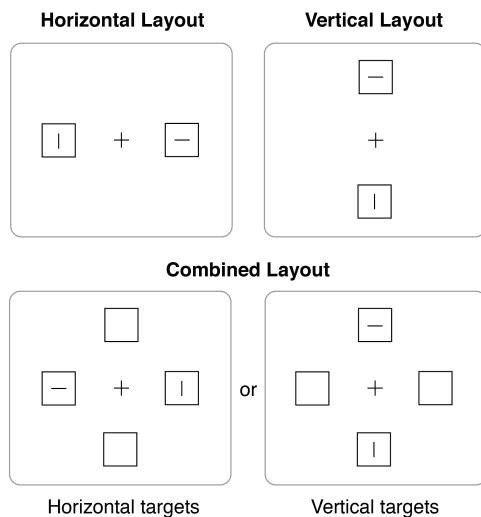 Horizontal Layout
Vertical Layout
Combined Layout
or
Horizontal targets
Vertical targets